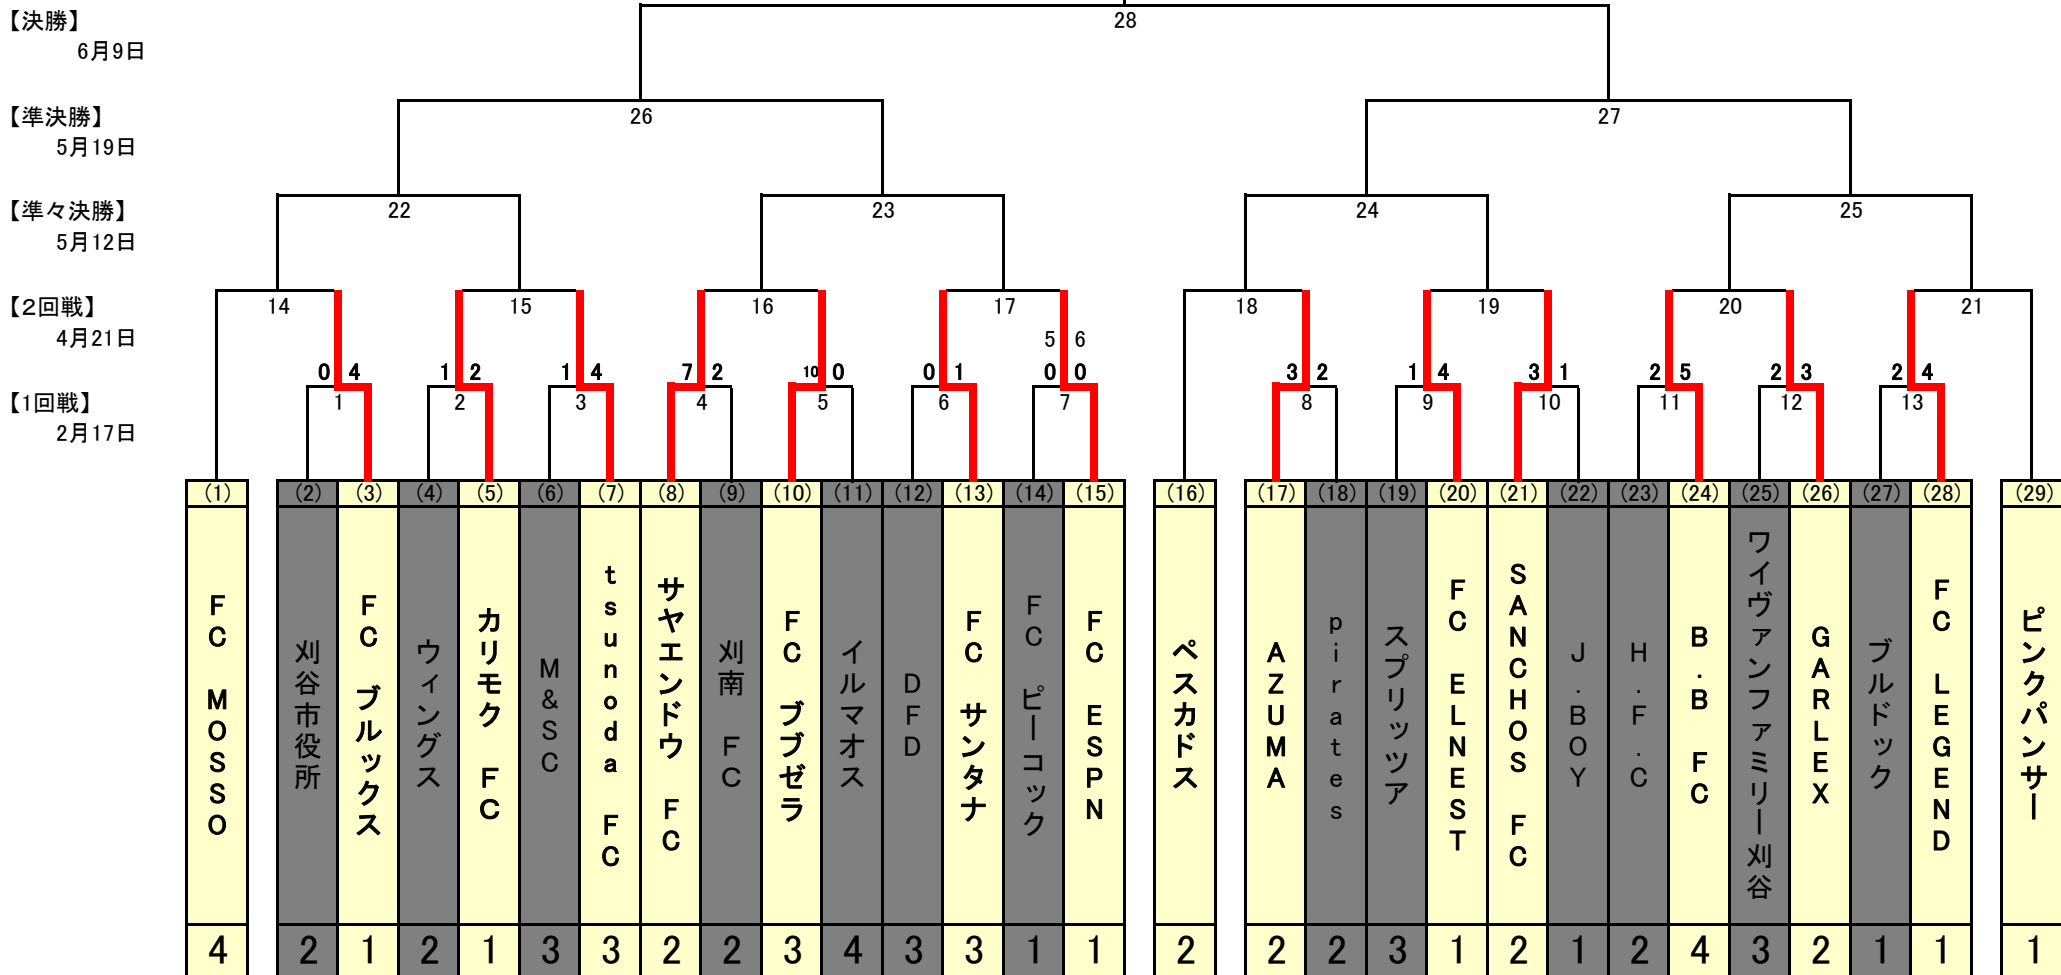 【決勝】
28
6月9日
【準決勝】
26
27
5月19日
【準々決勝】
22
23
24
25
5月12日
【2回戦】
14
15
16
17
18
19
20
21
4月21日
5 6
0 4
1 2
1 4
7 2
10 0
0 1
0 0
3 2
1 4
3 1
2 5
2 3
2 4
【1回戦】
1
2
3
4
5
6
7
8
9
10
11
12
13
2月17日
(1)
(2)
(3)
(4)
(5)
(6)
(7)
(8)
(9)
(10)
(11)
(12)
(13)
(14)
(15)
(16)
(17)
(18)
(19)
(20)
(21)
(22)
(23)
(24)
(25)
(26)
(27)
(28)
(29)
FC MOSSO
刈谷市役所
FC ブルックス
ウィングス
カリモク FC
M&SC
tsunoda FC
サヤエンドウ FC
刈南 FC
FC ブブゼラ
イルマオス
DFD
FC サンタナ
FC ピーコック
FC ESPN
ペスカドス
AZUMA
pirates
スプリッツア
FC ELNEST
SANCHOS FC
J.BOY
H.F.C
B.B FC
ワイヴァンファミリー刈谷
GARLEX
ブルドック
FC LEGEND
ピンクパンサー
4
2
1
2
1
3
3
2
2
3
4
3
3
1
1
2
2
2
3
1
2
1
2
4
3
2
1
1
1